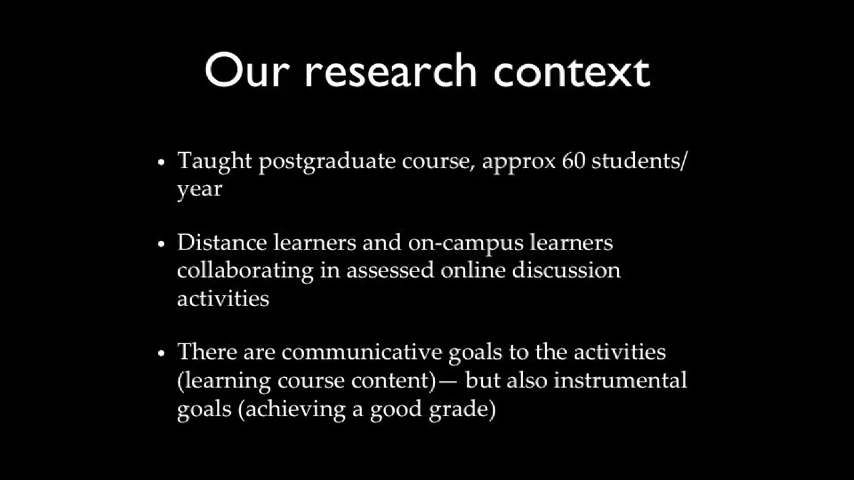 Our research context
• Taught postgraduate course, approx 60 students/
year
• Distance learners and on-campus learners
collaborating in assessed online discussion
activities
• There are communicative goals to the activities
(learning course content)— but also instrumental
goals (achieving a good grade)